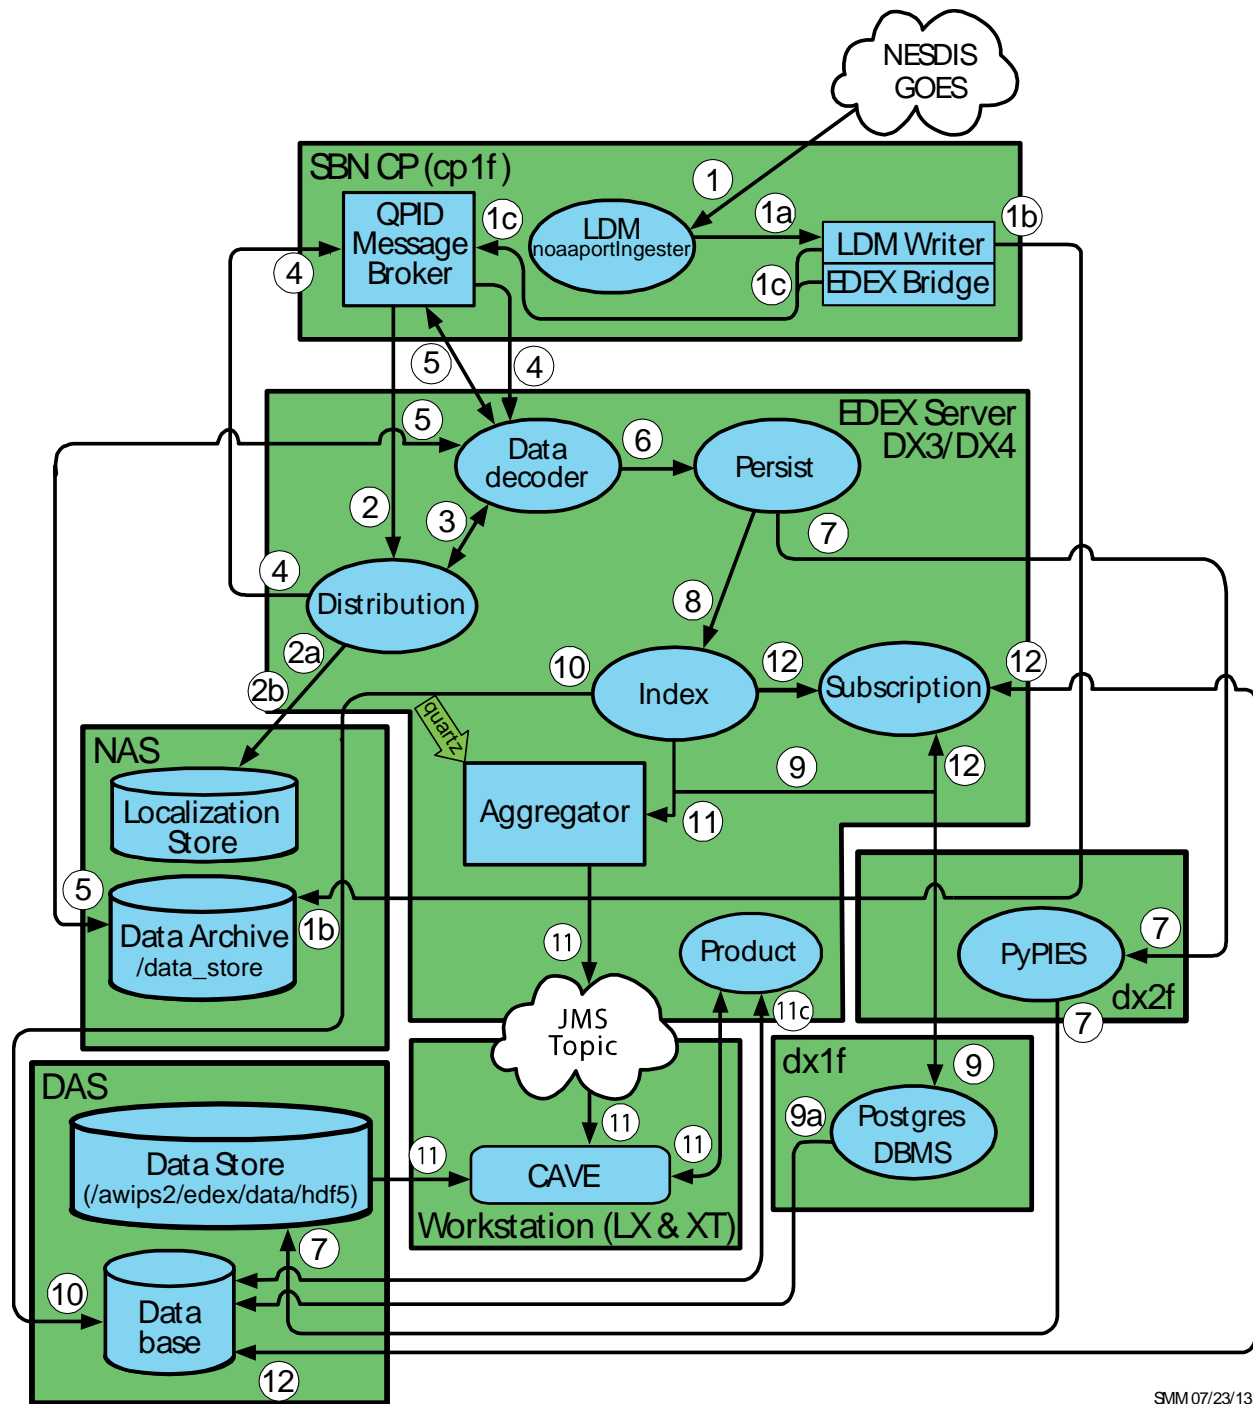 NESDIS
GOES
SBN CP (cp1f)
1
QPID
Message
Broker
1c
LDM
noaaportIngester
1a
1b
LDM Writer
EDEX Bridge
1c
4
5
4
EDEX Server
DX3/DX4
5
Data
decoder
6
Persist
2
3
7
4
Distribution
8
2a
2b
10
Index
12
Subscription
12
quartz
NAS
9
12
Localization
Store
Aggregator
11
5
Data Archive
/data_store
1b
11
Product
7
PyPIES
dx2f
7
11c
JMS
Topic
dx1f
9
DAS
9a
Postgres
DBMS
11
11
Data Store
(/awips2/edex/data/hdf5)
11
CAVE
Workstation (LX & XT)
7
10
Data
base
12
SMM 07/23/13